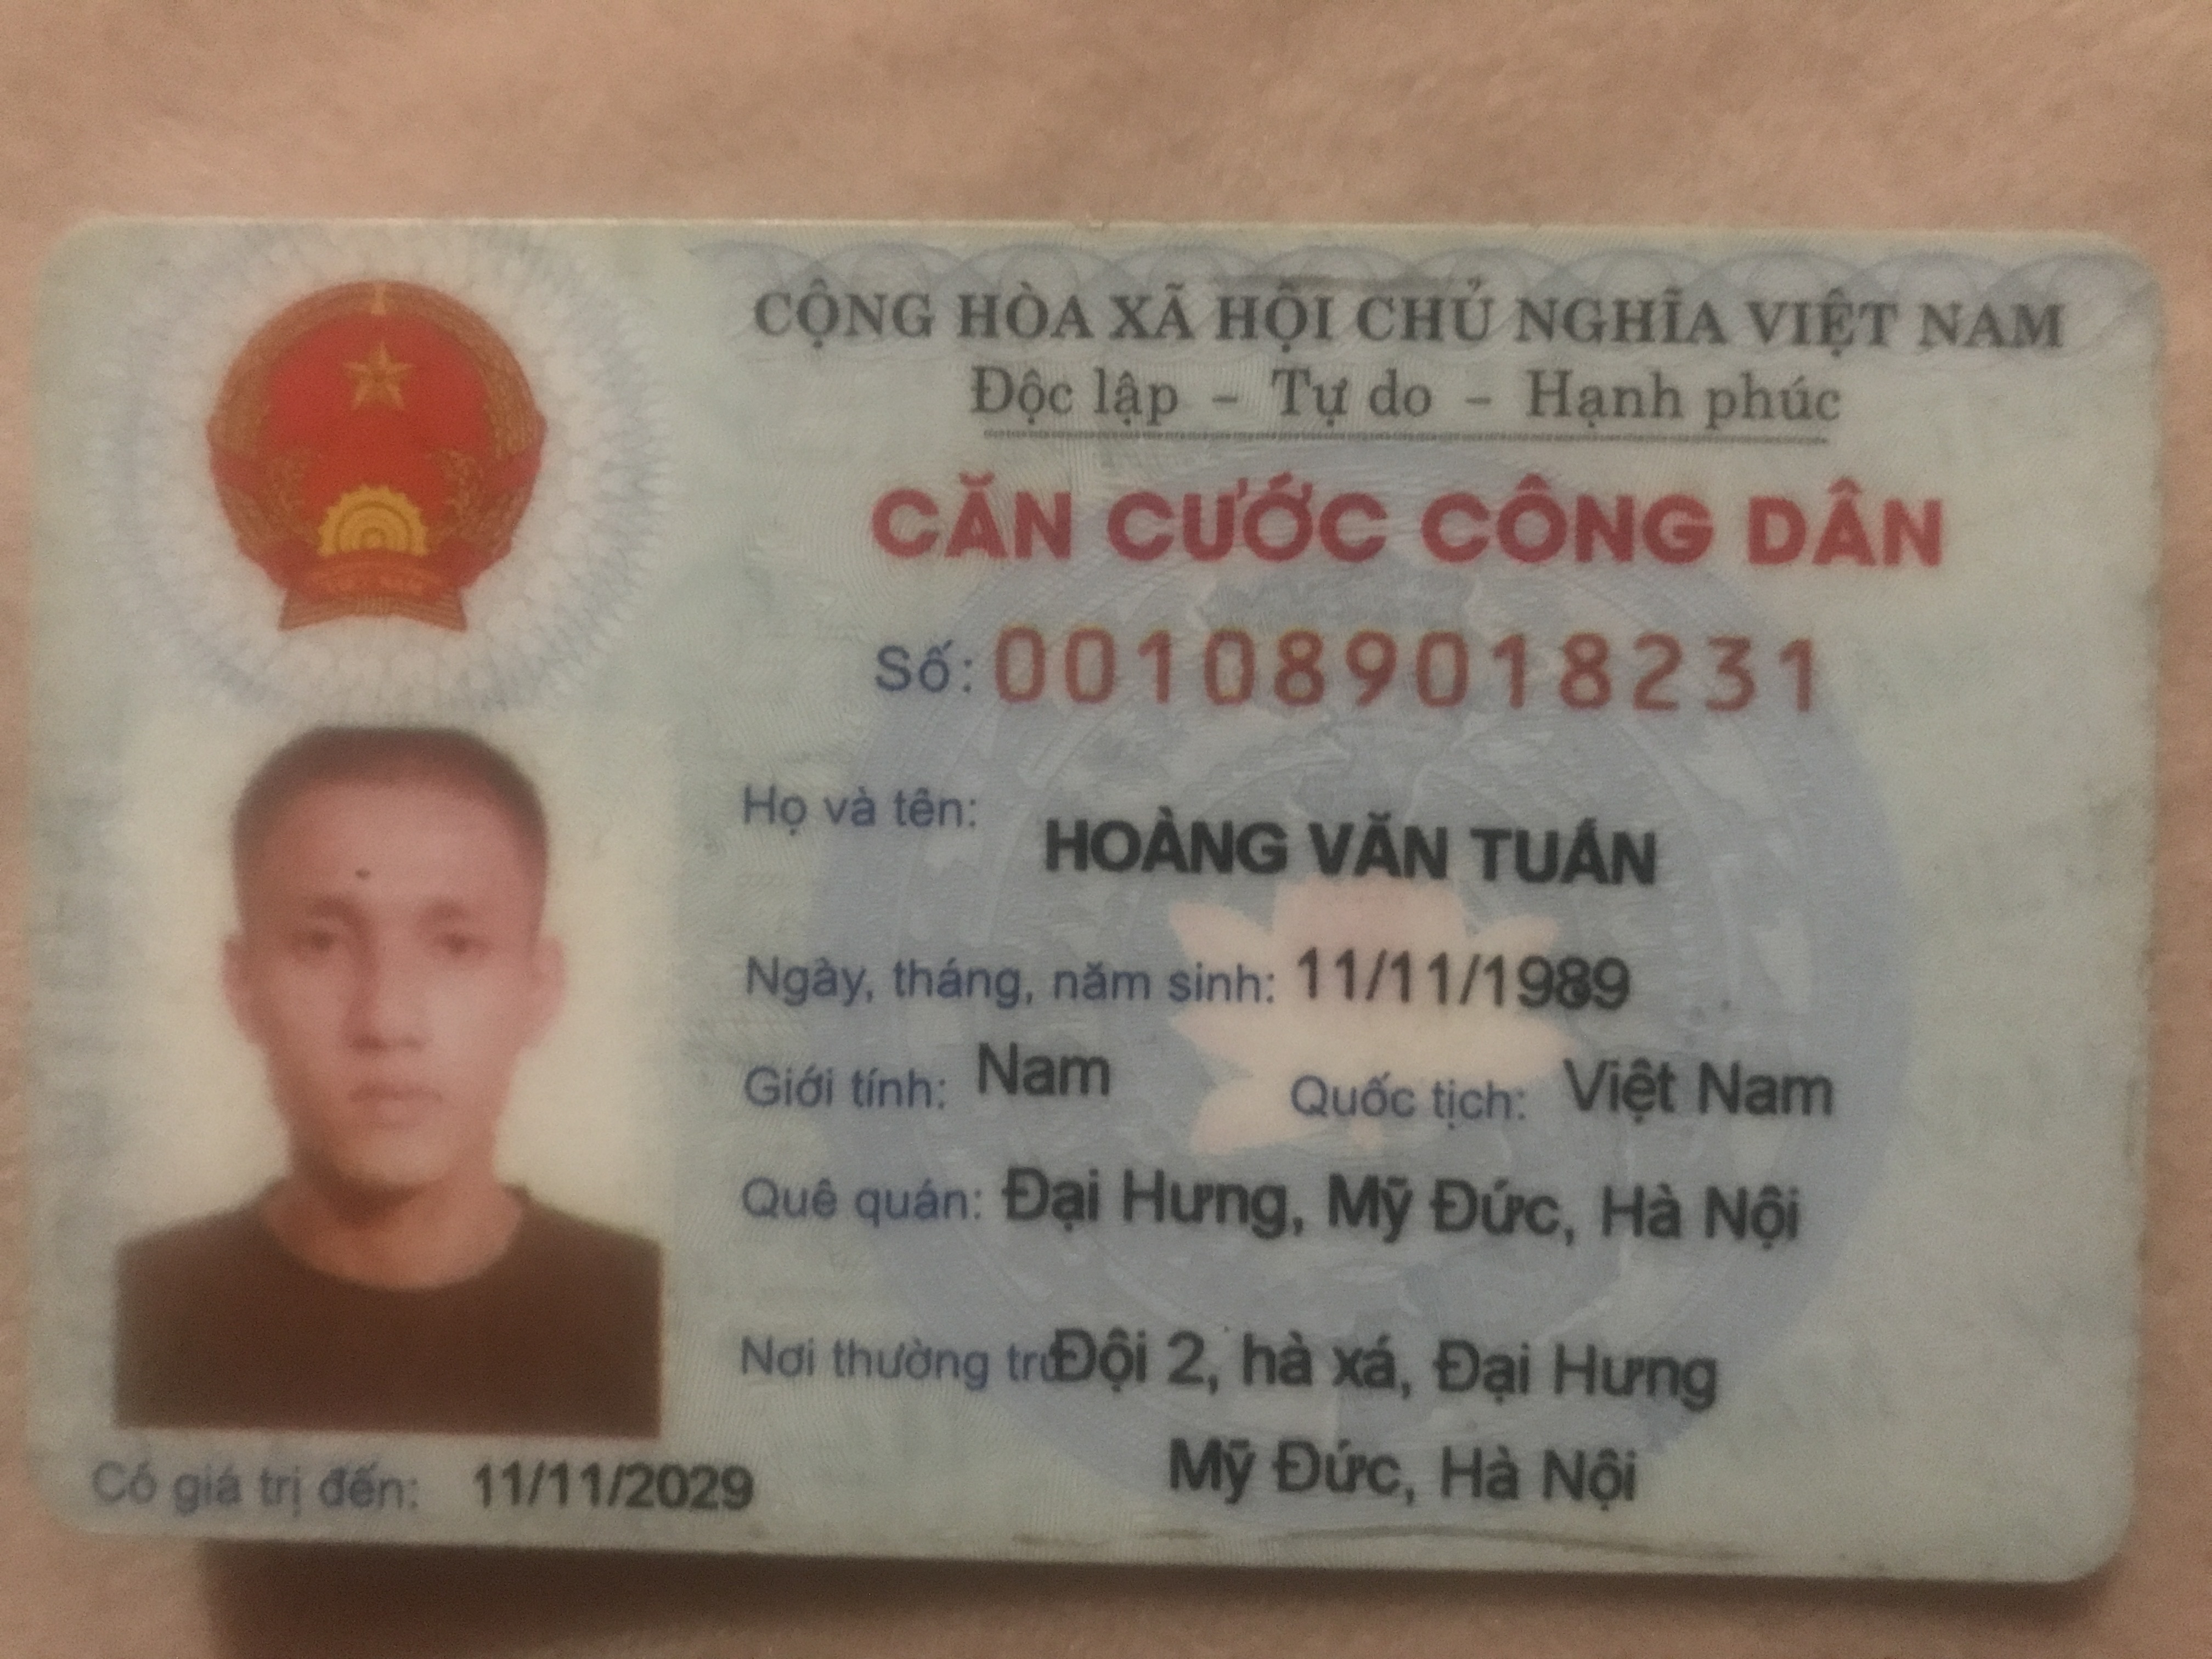 CỘNG HÒA XÃ HỘI CHỦ NGHĨA VIỆT NAM
Độc lập - Tự do - Hạnh phúc
CĂN CƯỚC CÔNG DÂN
Số: 001089018231
Họ và tên:
HOÀNG VĂN TUẤN
Ngày, tháng, năm sinh: 11/11/1989
Giới tính: Nam Quốc tịch: Việt Nam
Quê quán: Đại Hưng, Mỹ Đức, Hà Nội
Nơi thường trú: Đội 2, hà xá, Đại Hưng
Mỹ Đức, Hà Nội
Có giá trị đến: 11/11/2029